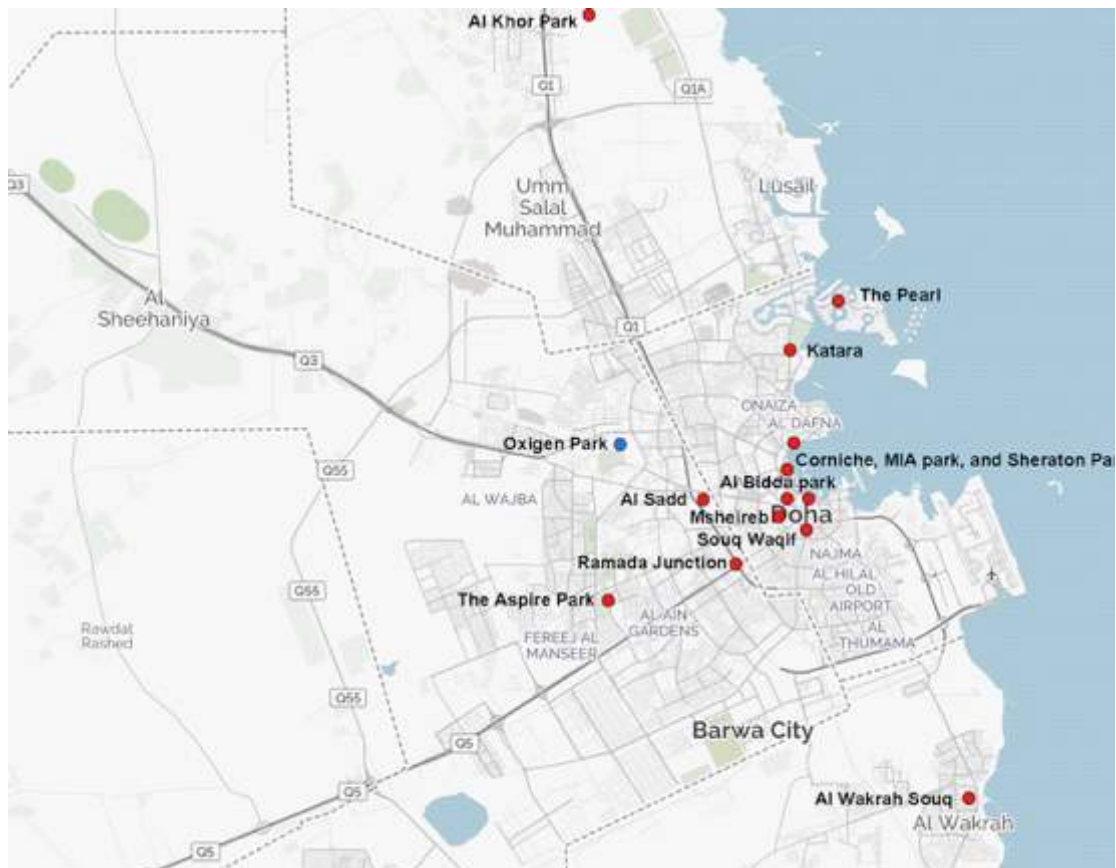 Al Khor Park
Q1
Q1A
Q3
Umm
Salal
Muhammad
Lusail
The Pearl
Al
Sheehaniya
Q1
Q3
Katara
ONAIZA
AL DAFNA
Oxigen Park
Corniche, MIA park, and Sheraton Par
Q55
Al Bidda park
AL WAJBA
Al Sadd
Msheireb
Doha
Souq Waqif
NAJMA
Ramada Junction
AL HILAL
OLD
AIRPORT
Q55
The Aspire Park
AL-AIN
GARDENS
AL
THUMAMA
Rawdat
Rashed
FEREEJ AL
MANSEER
Q55
Barwa City
Q5
Q5
Al Wakrah Souq
Al Wakrah
Q5